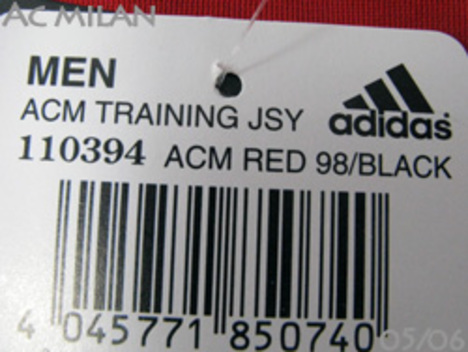 AC MILAN
MEN
ACM TRAINING JSY
adidas
110394 ACM RED 98/BLACK
4 045771 850740
05/06